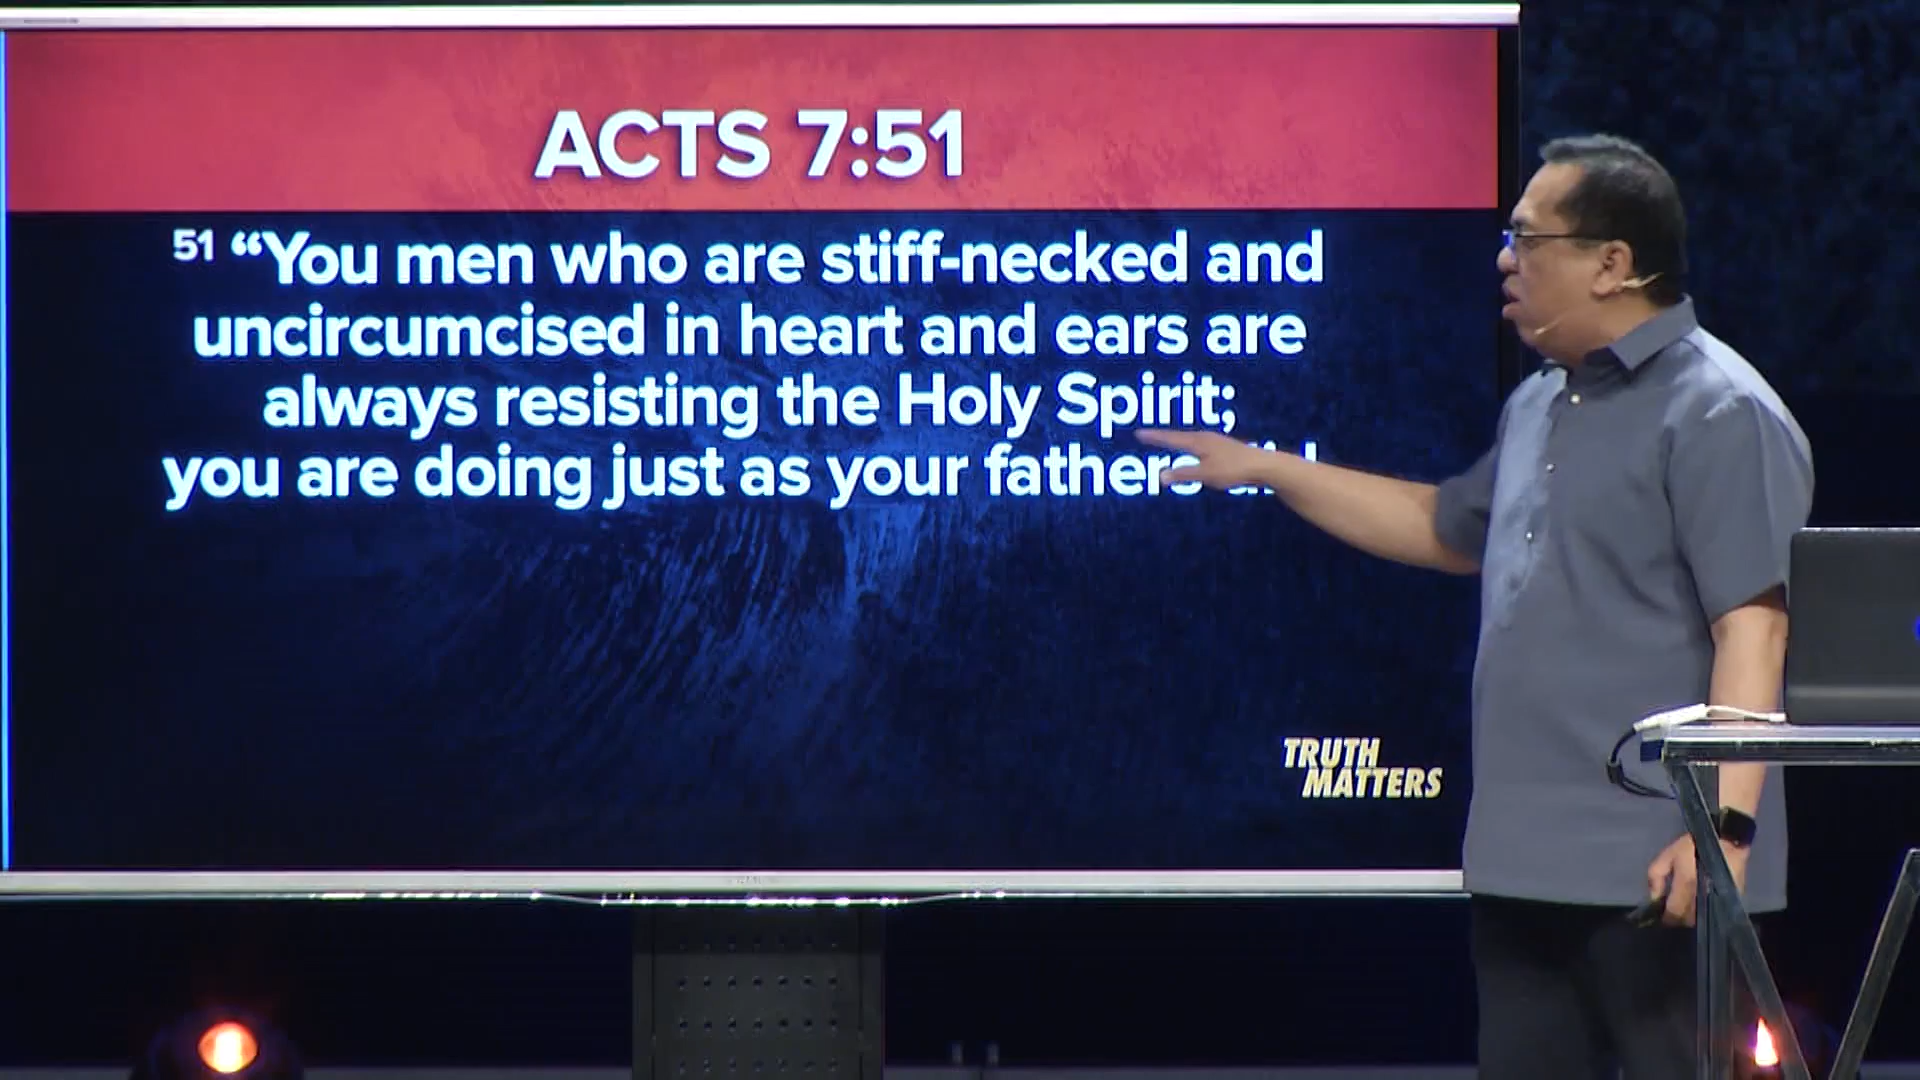 ACTS 7:51
51 “You men who are stiff-necked and
uncircumcised in heart and ears are
always resisting the Holy Spirit;
you are doing just as your fathers
TRUTH
MATTERS